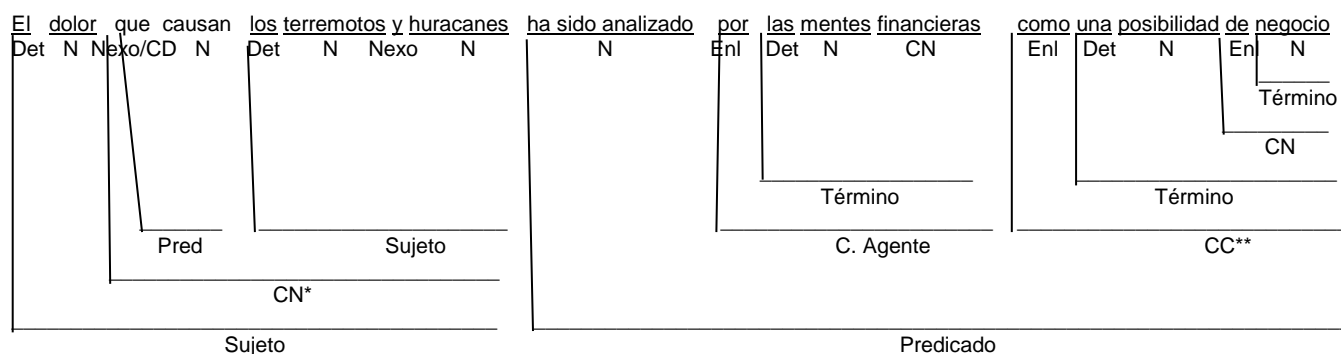 El dolor que causan los terremotos y huracanes ha sido analizado por las mentes financieras como una posibilidad de negocio
Det N Nexo/CD N Det N Nexo N N Enl Det N CN Enl Det N Enl N
Término
CN
Término Término
Pred Sujeto C. Agente CC**
CN*
Sujeto Predicado